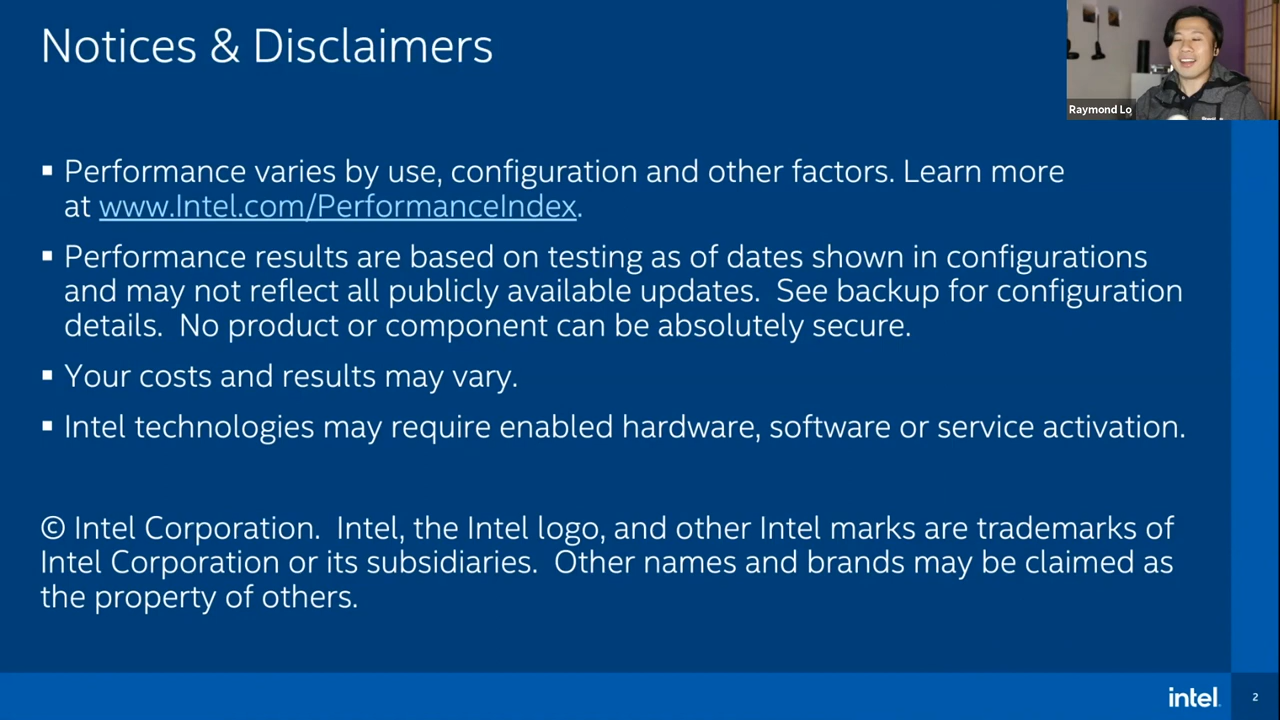 Notices & Disclaimers
Raymond Lo
▪ Performance varies by use, configuration and other factors. Learn more
at www.Intel.com/PerformanceIndex.
▪ Performance results are based on testing as of dates shown in configurations
and may not reflect all publicly available updates.  See backup for configuration
details.  No product or component can be absolutely secure.
▪ Your costs and results may vary.
▪ Intel technologies may require enabled hardware, software or service activation.
© Intel Corporation.  Intel, the Intel logo, and other Intel marks are trademarks of
Intel Corporation or its subsidiaries.  Other names and brands may be claimed as
the property of others.
intel.
2